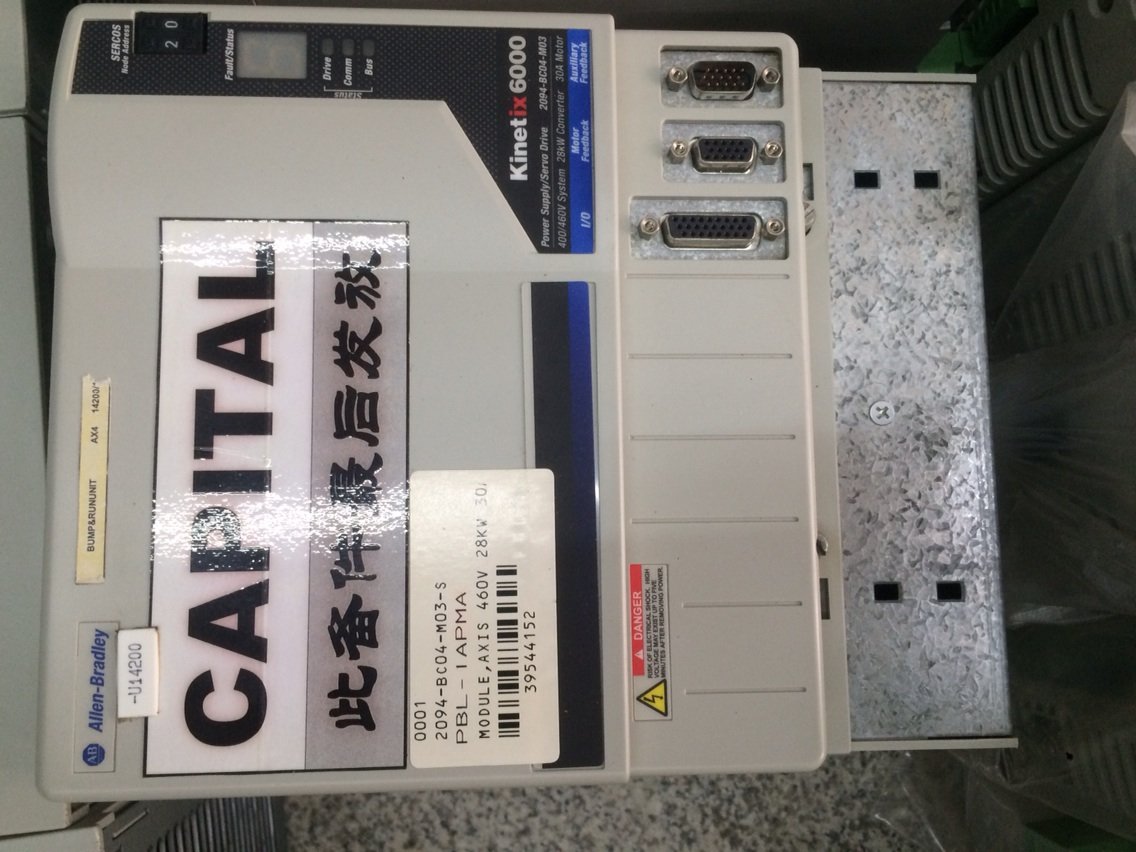 Allen-Bradley
AB
-U14200
BUMP&RUNUNIT AX4 14200/*
CAPITAL
此备件最后发放
0001
2094-BC04-M03-S
PBL-IAPMA
MODULE,AXIS 460V 28KW 30
39544152
SERCOS
Node Address
2 0
Fault/Status
Drive
Comm
Bus
Status
Kinetix 6000
Power Supply/Servo Drive 2094-BC04-M03
400/460V System 28kW Converter 30A Motor
I/O
Motor
Feedback
Auxiliary
Feedback
DANGER
RISK OF ELECTRICAL SHOCK. HIGH
VOLTAGE MAY EXIST UP TO FIVE
MINUTES AFTER REMOVING POWER.